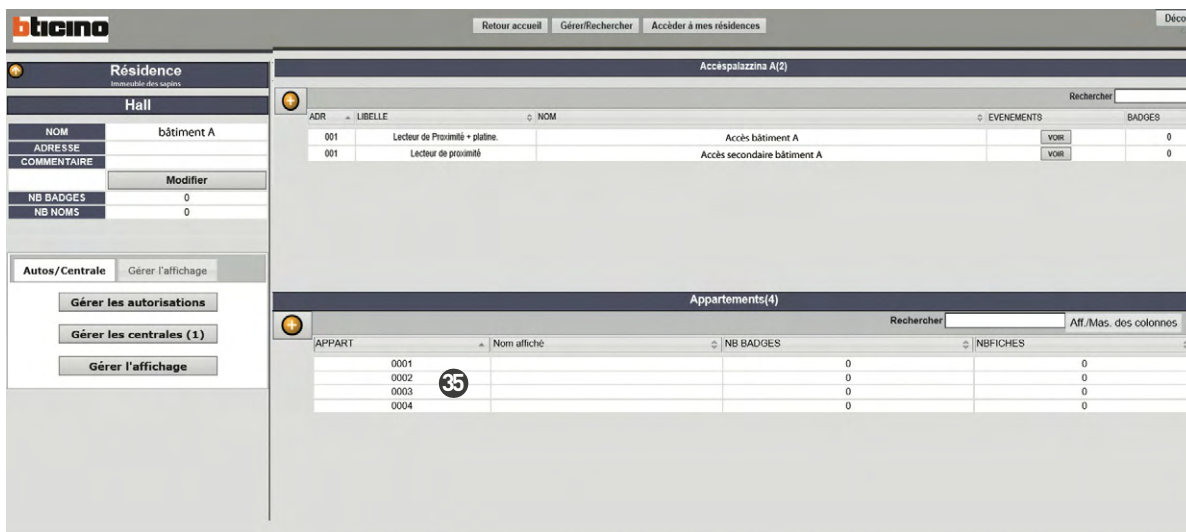 bticino
Retour accueil Gérer/Rechercher Accèder à mes résidences
Déco
Résidence
Immeuble des sapins
Hall
NOM bâtiment A
ADRESSE
COMMENTAIRE
Modifier
NB BADGES 0
NB NOMS 0
Autos/Centrale Gérer l'affichage
Gérer les autorisations
Gérer les centrales (1)
Gérer l'affichage
Accèspalazzina A(2)
Rechercher
ADR LIBELLE NOM EVENEMENTS BADGES
001 Lecteur de Proximité + platine. Accès bâtiment A VOIR 0
001 Lecteur de proximité Accès secondaire bâtiment A VOIR 0
Appartements(4)
Rechercher Aff./Mas. des colonnes
APPART Nom affiché NB BADGES NBFICHES
0001 0 0
0002 0 0
35
0003 0 0
0004 0 0